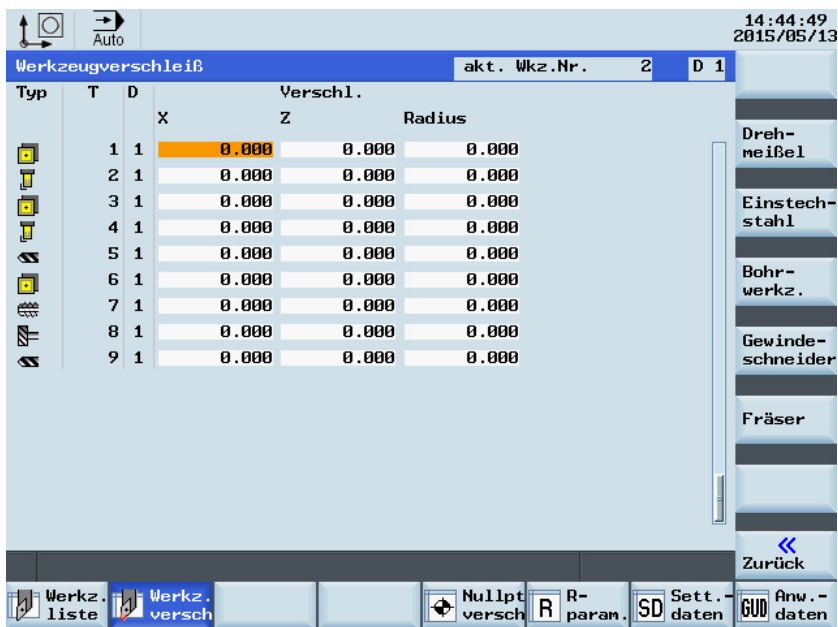 14:44:49
Auto
2015/05/13
Werkzeugverschleiß akt. Wkz.Nr. 2 D 1
Typ T D Verschl.
X Z Radius
1 1 0.000 0.000 0.000
2 1 0.000 0.000 0.000
3 1 0.000 0.000 0.000
4 1 0.000 0.000 0.000
5 1 0.000 0.000 0.000
6 1 0.000 0.000 0.000
7 1 0.000 0.000 0.000
8 1 0.000 0.000 0.000
9 1 0.000 0.000 0.000
Dreh-
meißel
Einstech-
stahl
Bohr-
werkz.
Gewinde-
schneider
Fräser
«
Zurück
Werkz.
liste
Werkz.
versch
Nullpt
versch
R
R-
param.
SD
Sett.-
daten
GUD
Anw.-
daten